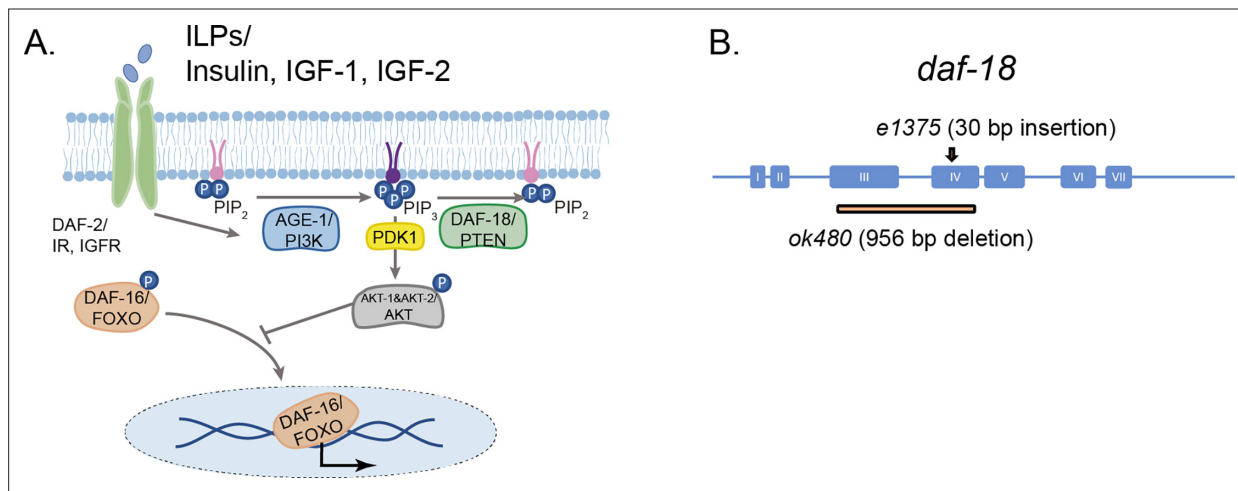 A.
ILPs/
Insulin, IGF-1, IGF-2
P P
PIP2
P P P
PIP3
P P
PIP2
DAF-2/
IR, IGFR
AGE-1/
PI3K
PDK1
DAF-18/
PTEN
P
DAF-16/
FOXO
P
AKT-1&AKT-2/
AKT
DAF-16/
FOXO
B.
daf-18
e1375 (30 bp insertion)
I II III IV V VI VII
ok480 (956 bp deletion)